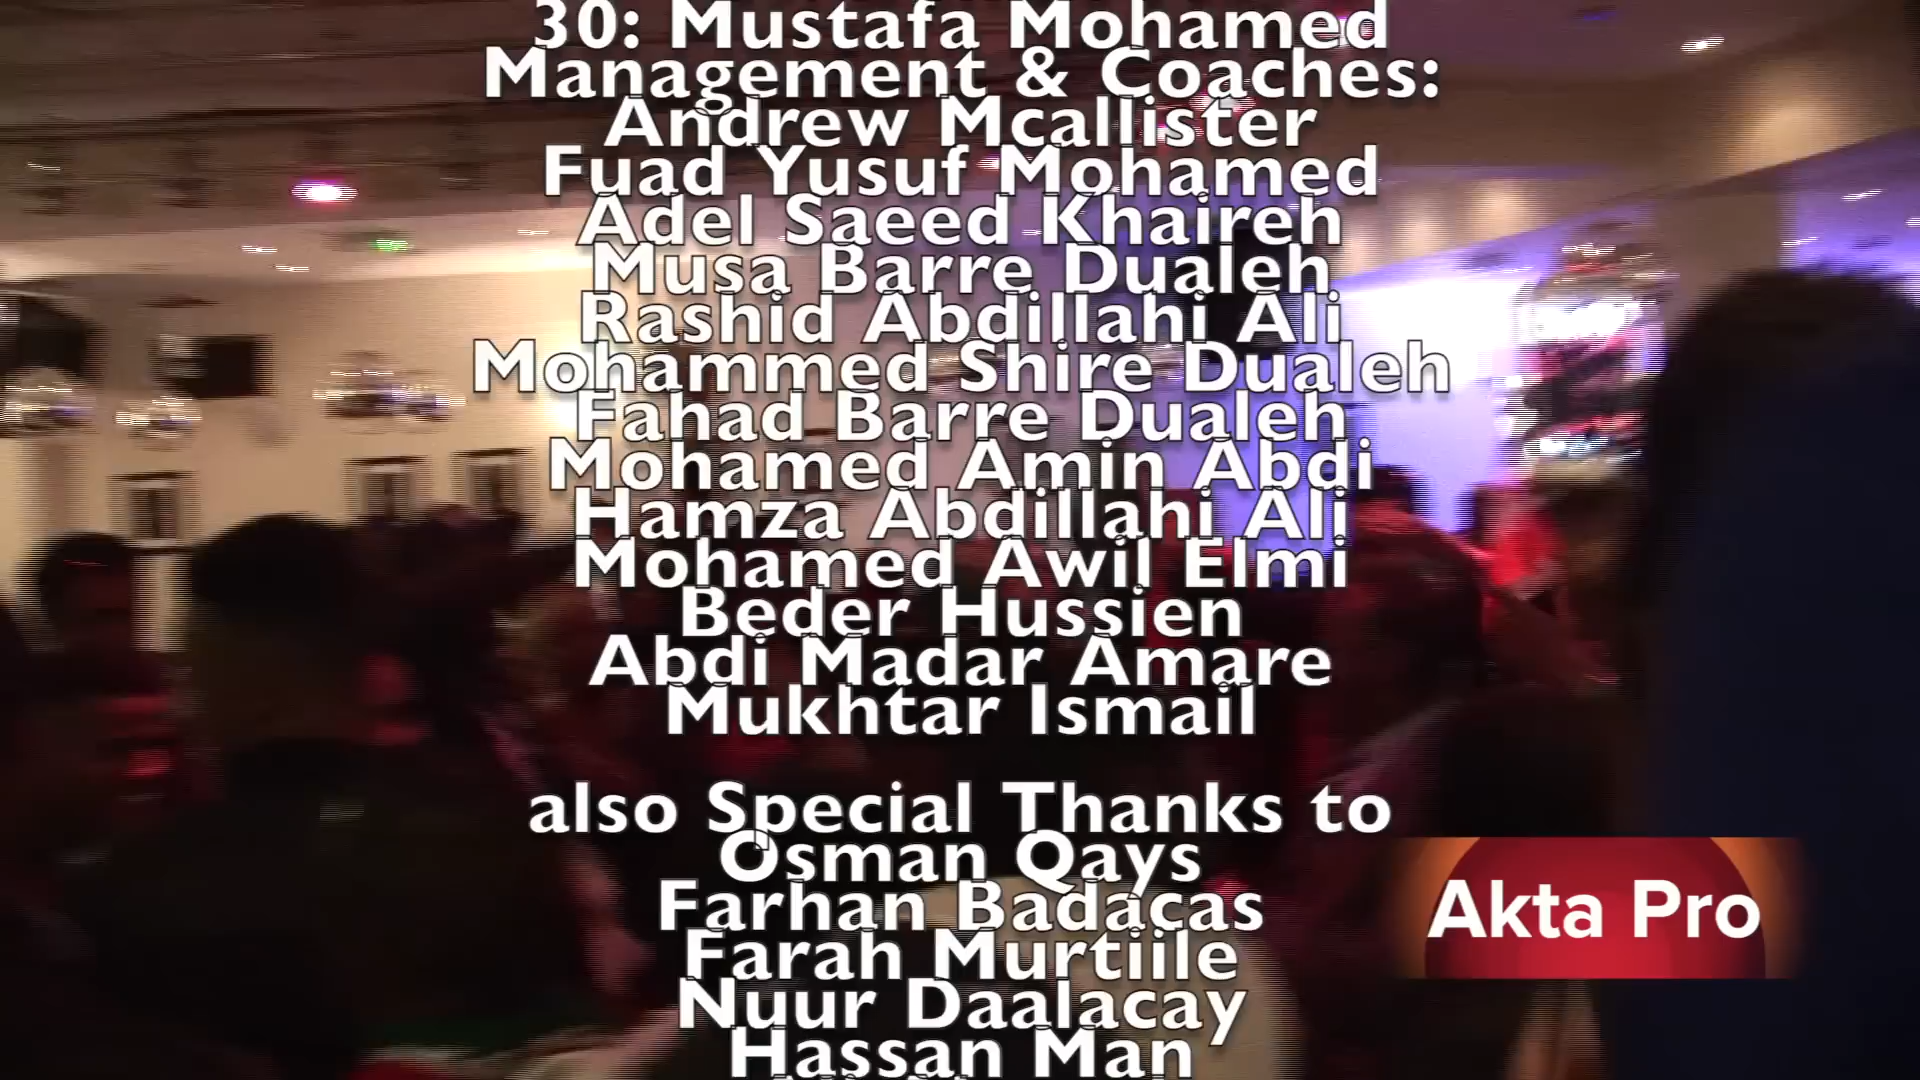 30: Mustafa Mohamed
Management & Coaches:
Andrew Mcallister
Fuad Yusuf Mohamed
Adel Saeed Khaireh
Musa Barre Dualeh
Rashid Abdillahi Ali
Mohammed Shire Dualeh
Fahad Barre Dualeh
Mohamed Amin Abdi
Hamza Abdillahi Ali
Mohamed Awil Elmi
Beder Hussien
Abdi Madar Amare
Mukhtar Ismail
also Special Thanks to
Osman Qays
Farhan Badacas
Farah Murtiile
Nuur Daalacay
Hassan Man
Akta Pro